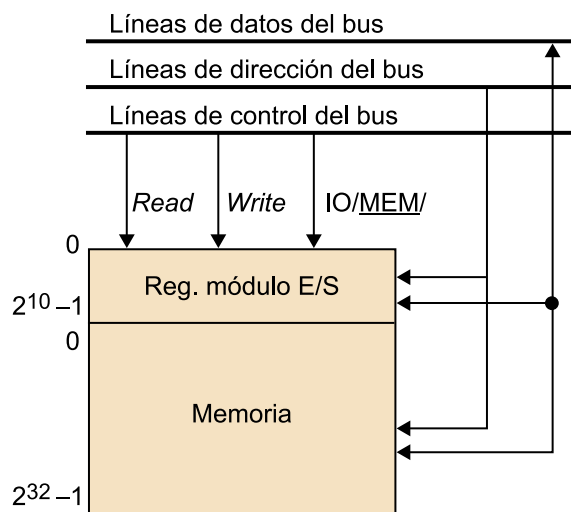 Líneas de datos del bus
Líneas de dirección del bus
Líneas de control del bus
Read Write IO/MEM/
0
Reg. módulo E/S
2¹⁰ –1
0
Memoria
2³² –1